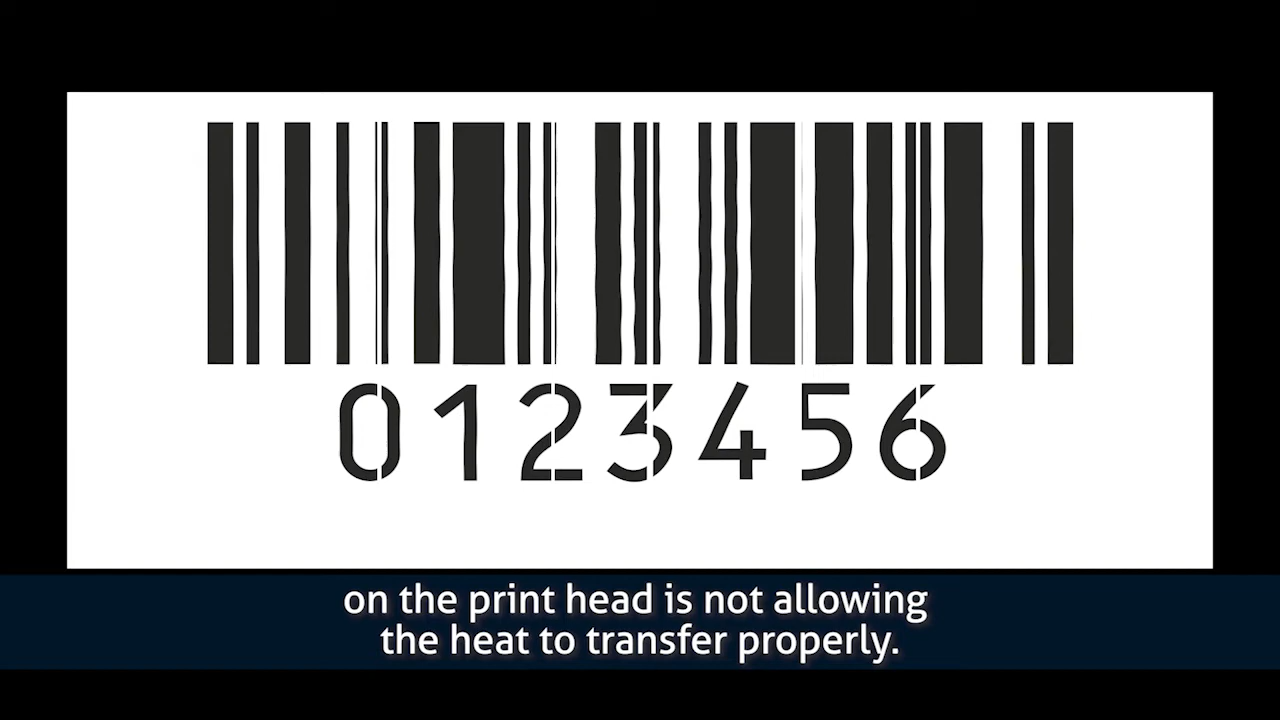 0123456
on the print head is not allowing
the heat to transfer properly.